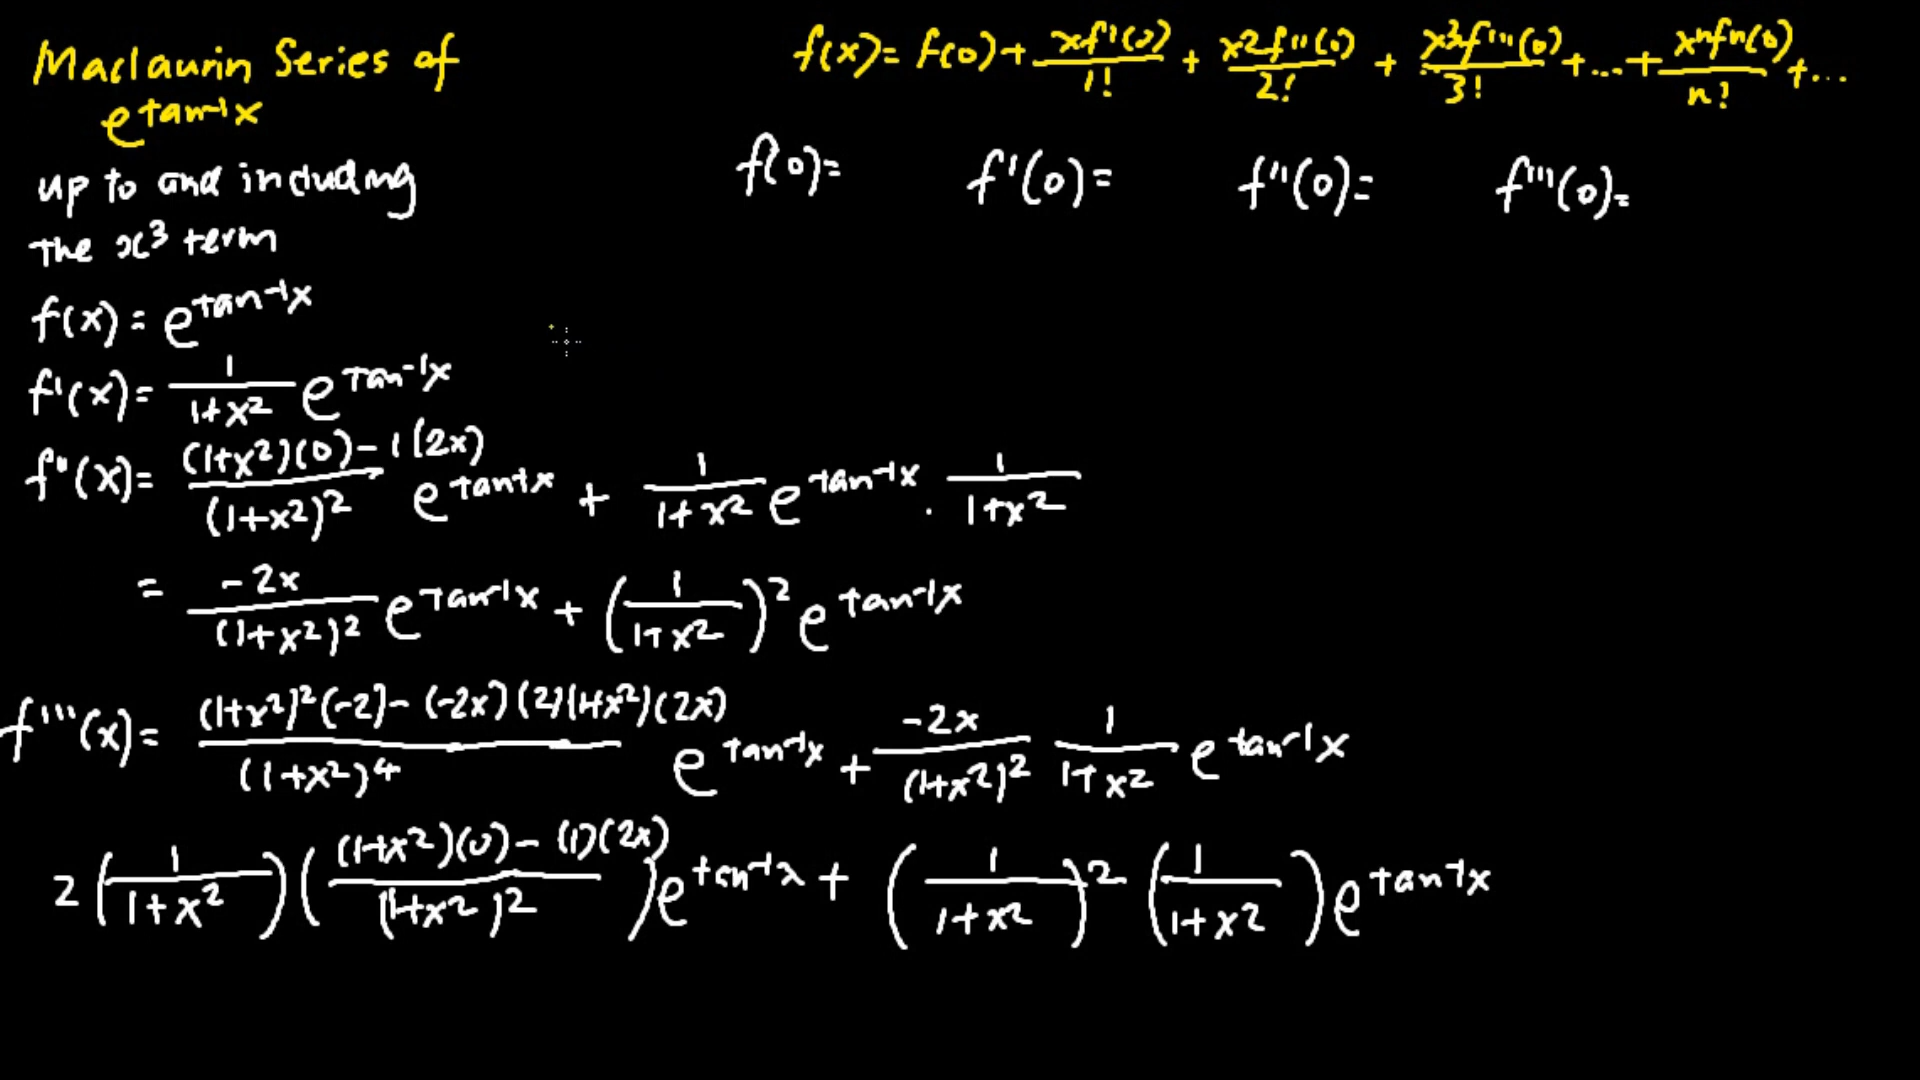 Maclaurin Series of
e^{tan⁻¹x}
f(x) = f(0) + xf'(0)/1! + x²f''(0)/2! + x³f'''(0)/3! + ... + xⁿfⁿ(0)/n! + ...
up to and including
the x³ term
f(0)= f'(0)= f''(0)= f'''(0)=
f(x) = e^{tan⁻¹x}
f'(x) = 1/(1+x²) e^{tan⁻¹x}
f''(x) = ((1+x²)(0) - 1(2x))/(1+x²)² e^{tan⁻¹x} + 1/(1+x²) e^{tan⁻¹x} . 1/(1+x²)
= -2x/(1+x²)² e^{tan⁻¹x} + (1/(1+x²))² e^{tan⁻¹x}
f'''(x) = ((1+x²)²(-2) - (-2x)(2)(1+x²)(2x))/(1+x²)⁴ e^{tan⁻¹x} + -2x/(1+x²)² 1/(1+x²) e^{tan⁻¹x}
2(1/(1+x²))(((1+x²)(0) - (1)(2x))/(1+x²)²)e^{tan⁻¹x} + (1/(1+x²))²(1/(1+x²))e^{tan⁻¹x}